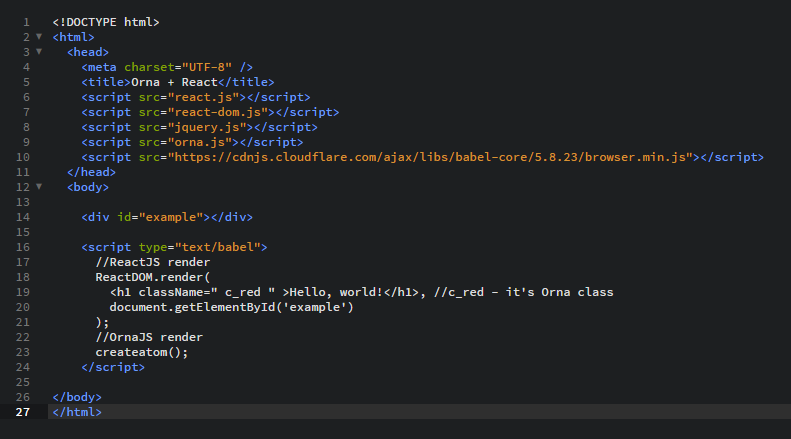 1 <!DOCTYPE html>
2 <html>
3 <head>
4 <meta charset="UTF-8" />
5 <title>Orna + React</title>
6 <script src="react.js"></script>
7 <script src="react-dom.js"></script>
8 <script src="jquery.js"></script>
9 <script src="orna.js"></script>
10 <script src="https://cdnjs.cloudflare.com/ajax/libs/babel-core/5.8.23/browser.min.js"></script>
11 </head>
12 <body>
13
14 <div id="example"></div>
15
16 <script type="text/babel">
17 //ReactJS render
18 ReactDOM.render(
19 <h1 className=" c_red " >Hello, world!</h1>, //c_red - it's Orna class
20 document.getElementById('example')
21 );
22 //OrnaJS render
23 createatom();
24 </script>
25
26 </body>
27 </html>